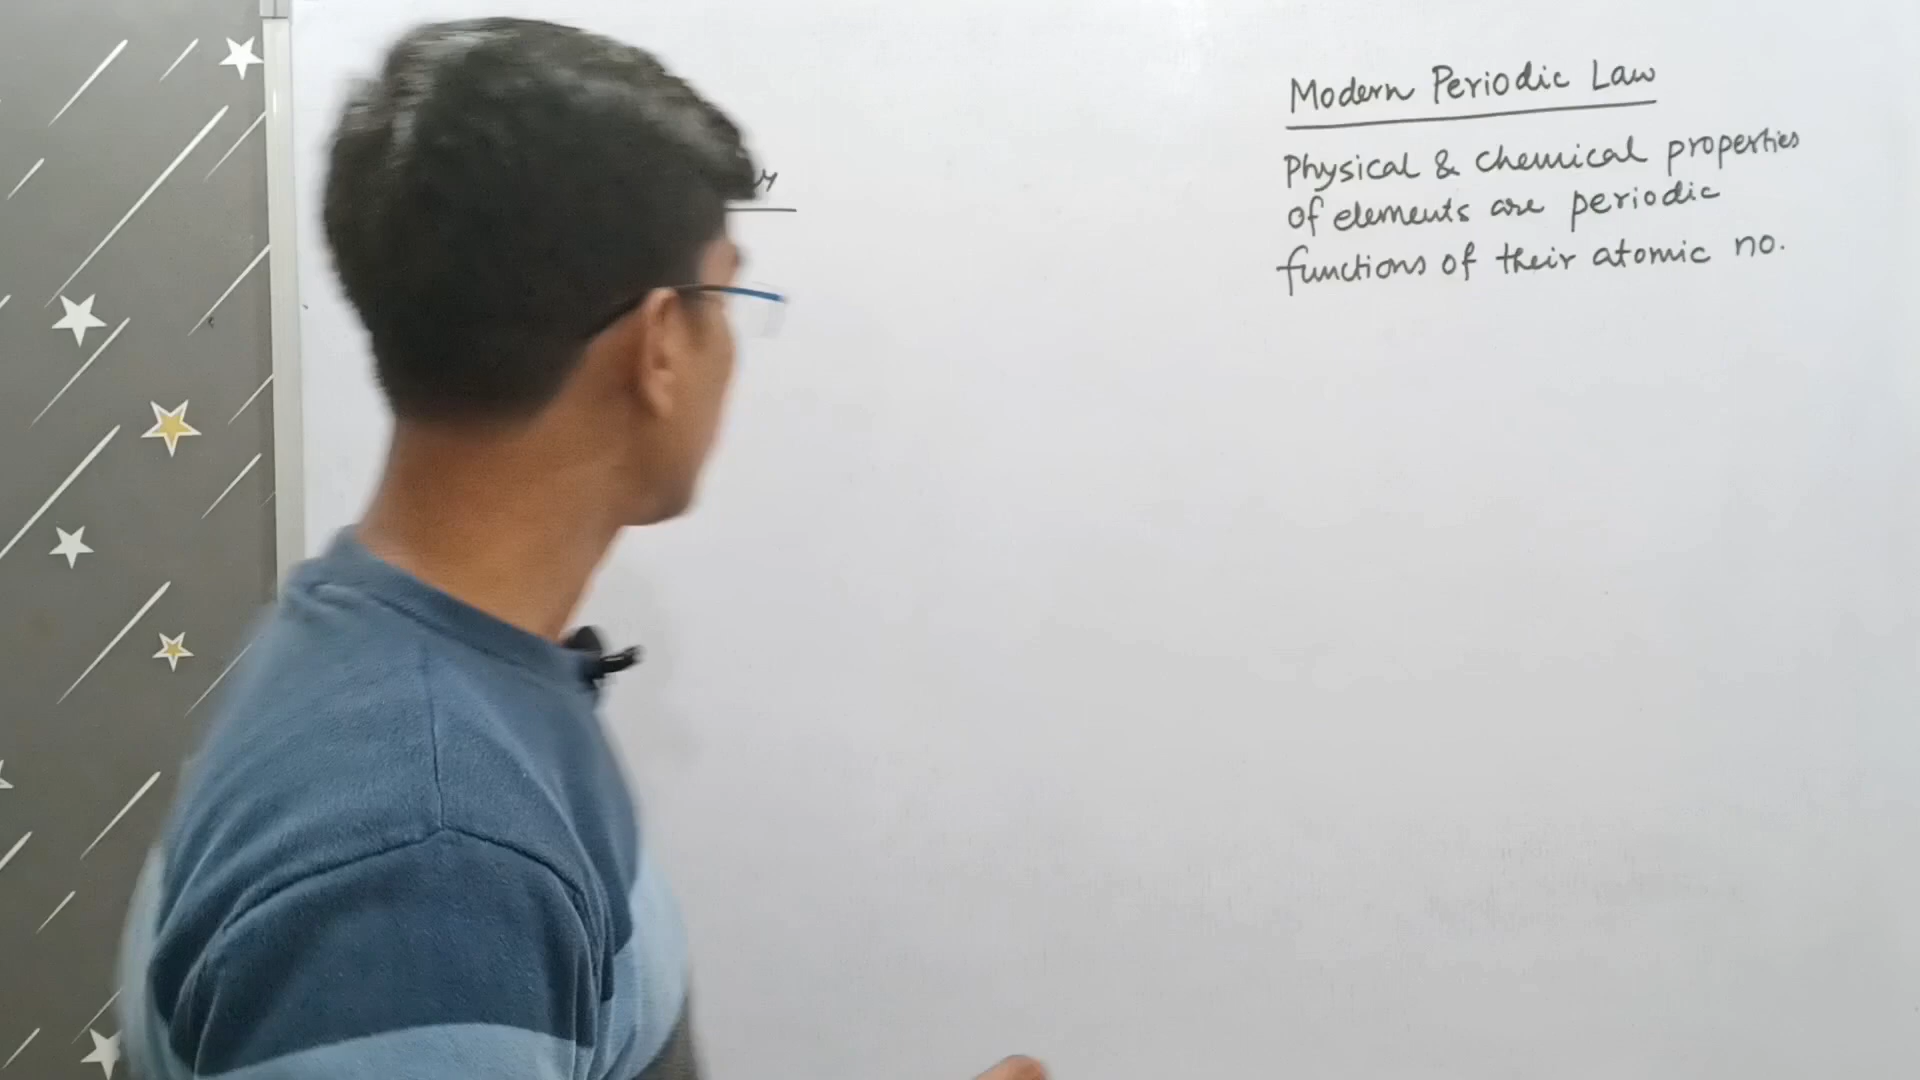 Modern Periodic Law
Physical & chemical properties
of elements are periodic
functions of their atomic no.